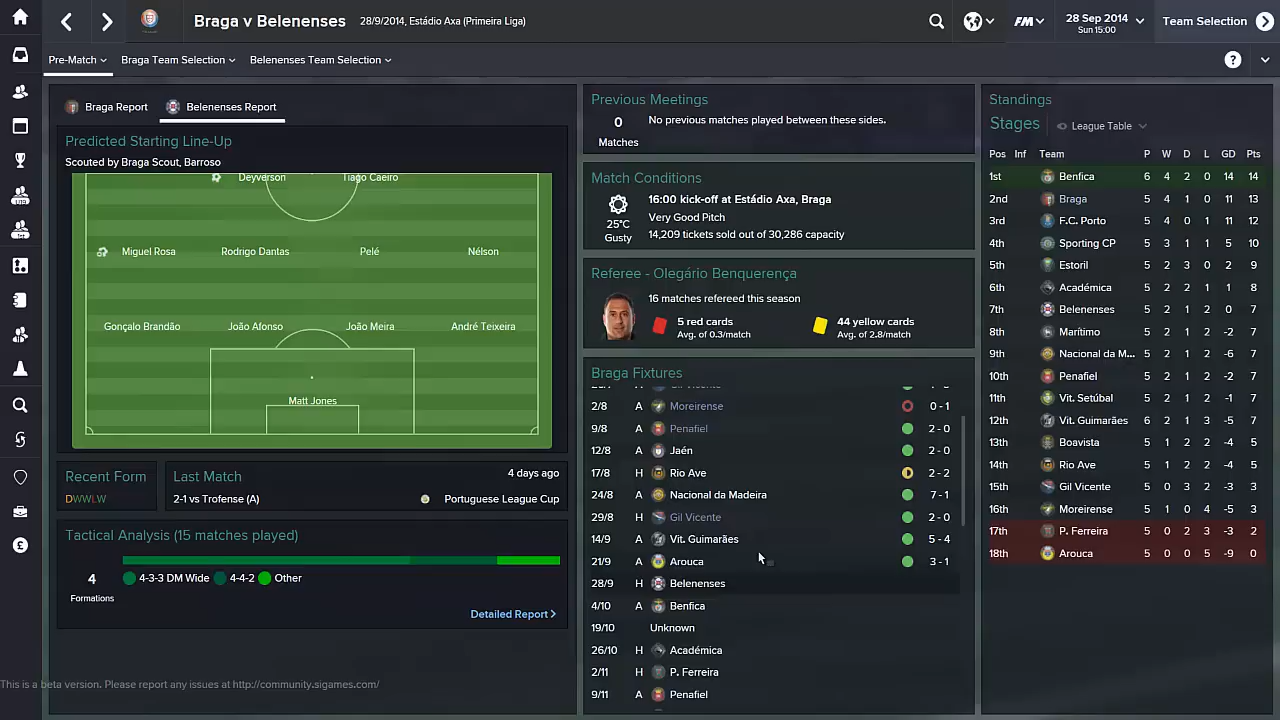 Braga v Belenenses
28/9/2014, Estádio Axa (Primeira Liga)
FM
28 Sep 2014
Sun 15:00
Team Selection
Pre-Match
Braga Team Selection
Belenenses Team Selection
?
Braga Report
Belenenses Report
Predicted Starting Line-Up
Scouted by Braga Scout, Barroso
Deyverson Tiago Caeiro
Miguel Rosa Rodrigo Dantas Pelé Nélson
Gonçalo Brandão João Afonso João Meira André Teixeira
Matt Jones
Recent Form
DWWLW
Last Match
4 days ago
2-1 vs Trofense (A)
Portuguese League Cup
Tactical Analysis (15 matches played)
4
Formations
4-3-3 DM Wide 4-4-2 Other
Detailed Report >
Previous Meetings
0
Matches
No previous matches played between these sides.
Match Conditions
25°C
Gusty
16:00 kick-off at Estádio Axa, Braga
Very Good Pitch
14,209 tickets sold out of 30,286 capacity
Referee - Olegário Benquerença
16 matches refereed this season
5 red cards
Avg. of 0.3/match
44 yellow cards
Avg. of 2.8/match
Braga Fixtures
2/8 A Moreirense 0 - 1
9/8 A Penafiel 2 - 0
12/8 A Jaén 2 - 0
17/8 H Rio Ave 2 - 2
24/8 A Nacional da Madeira 7 - 1
29/8 H Gil Vicente 2 - 0
14/9 A Vit. Guimarães 5 - 4
21/9 A Arouca 3 - 1
28/9 H Belenenses
4/10 A Benfica
19/10 Unknown
26/10 H Académica
2/11 H P. Ferreira
9/11 A Penafiel
Standings
Stages League Table
Pos Inf Team P W D L GD Pts
1st Benfica 6 4 2 0 14 14
2nd Braga 5 4 1 0 11 13
3rd F.C. Porto 5 4 0 1 11 12
4th Sporting CP 5 3 1 1 5 10
5th Estoril 5 2 3 0 2 9
6th Académica 5 2 2 1 1 8
7th Belenenses 5 2 1 2 0 7
8th Marítimo 5 2 1 2 -2 7
9th Nacional da M... 5 2 1 2 -6 7
10th Penafiel 5 2 1 2 -2 7
11th Vit. Setúbal 5 2 1 2 -1 7
12th Vit. Guimarães 6 2 1 3 -5 7
13th Boavista 5 1 2 2 -4 5
14th Rio Ave 5 1 2 2 -4 5
15th Gil Vicente 5 0 3 2 -3 3
16th Moreirense 5 1 0 4 -5 3
17th P. Ferreira 5 0 2 3 -3 2
18th Arouca 5 0 0 5 -9 0
This is a beta version. Please report any issues at http://community.sigames.com/